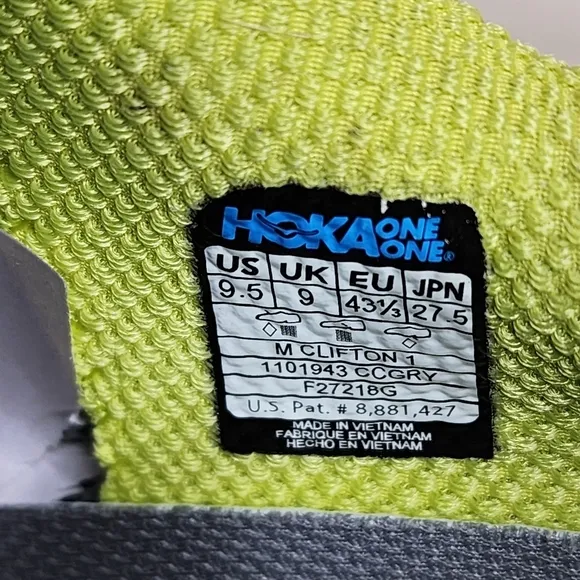 HOKA ONE ONE®
US UK EU JPN
9.5 9 43⅓ 27.5
M CLIFTON 1
1101943 CCGRY
F27218G
U.S. Pat. # 8,881,427
MADE IN VIETNAM
FABRIQUE EN VIETNAM
HECHO EN VIETNAM